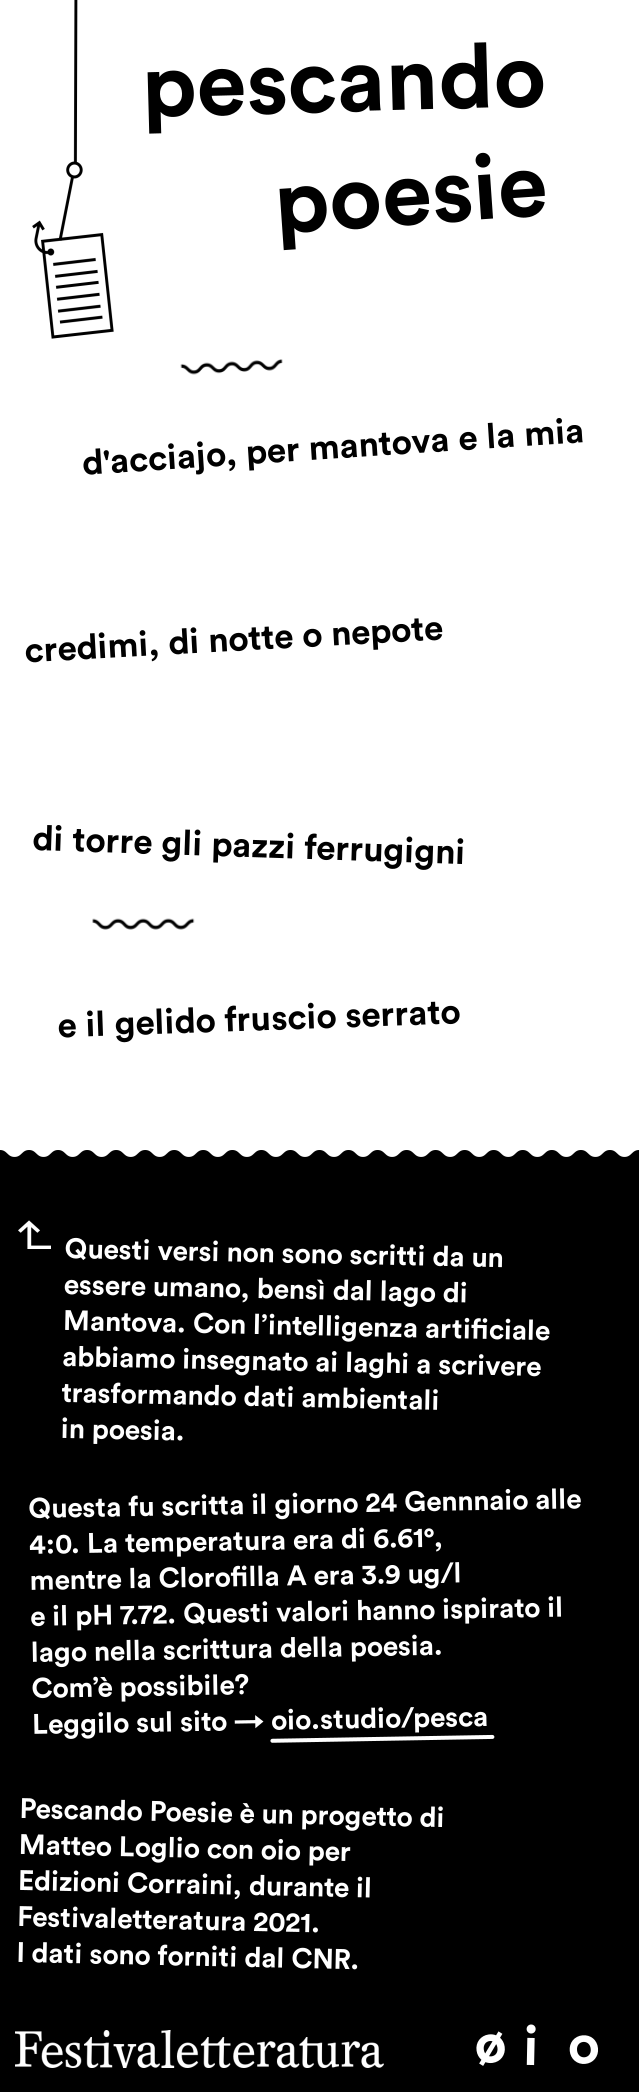 pescando
poesie
d'acciajo, per mantova e la mia
credimi, di notte o nepote
di torre gli pazzi ferrugigni
e il gelido fruscio serrato
Questi versi non sono scritti da un
essere umano, bensì dal lago di
Mantova. Con l’intelligenza artificiale
abbiamo insegnato ai laghi a scrivere
trasformando dati ambientali
in poesia.
Questa fu scritta il giorno 24 Gennnaio alle
4:0. La temperatura era di 6.61°,
mentre la Clorofilla A era 3.9 ug/l
e il pH 7.72. Questi valori hanno ispirato il
lago nella scrittura della poesia.
Com’è possibile?
Leggilo sul sito → oio.studio/pesca
Pescando Poesie è un progetto di
Matteo Loglio con oio per
Edizioni Corraini, durante il
Festivaletteratura 2021.
I dati sono forniti dal CNR.
Festivaletteratura øio